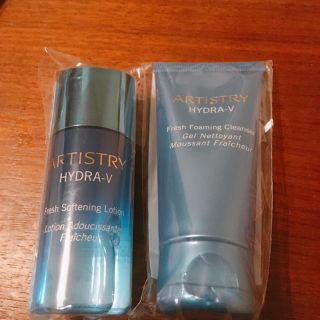 ARTISTRY
HYDRA-V
Fresh Softening Lotion
Lotion Adoucissante
Fraîcheur
ARTISTRY
HYDRA-V
Fresh Foaming Cleanser
Gel Nettoyant
Moussant Fraîcheur